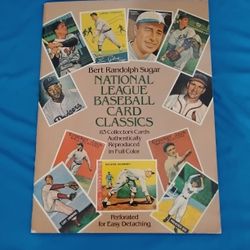 Bert Randolph Sugar
NATIONAL
LEAGUE
BASEBALL
CARD
CLASSICS
Collectors Cards
Authentically
Reproduced
in Full Color
Perforated
for Easy Detaching